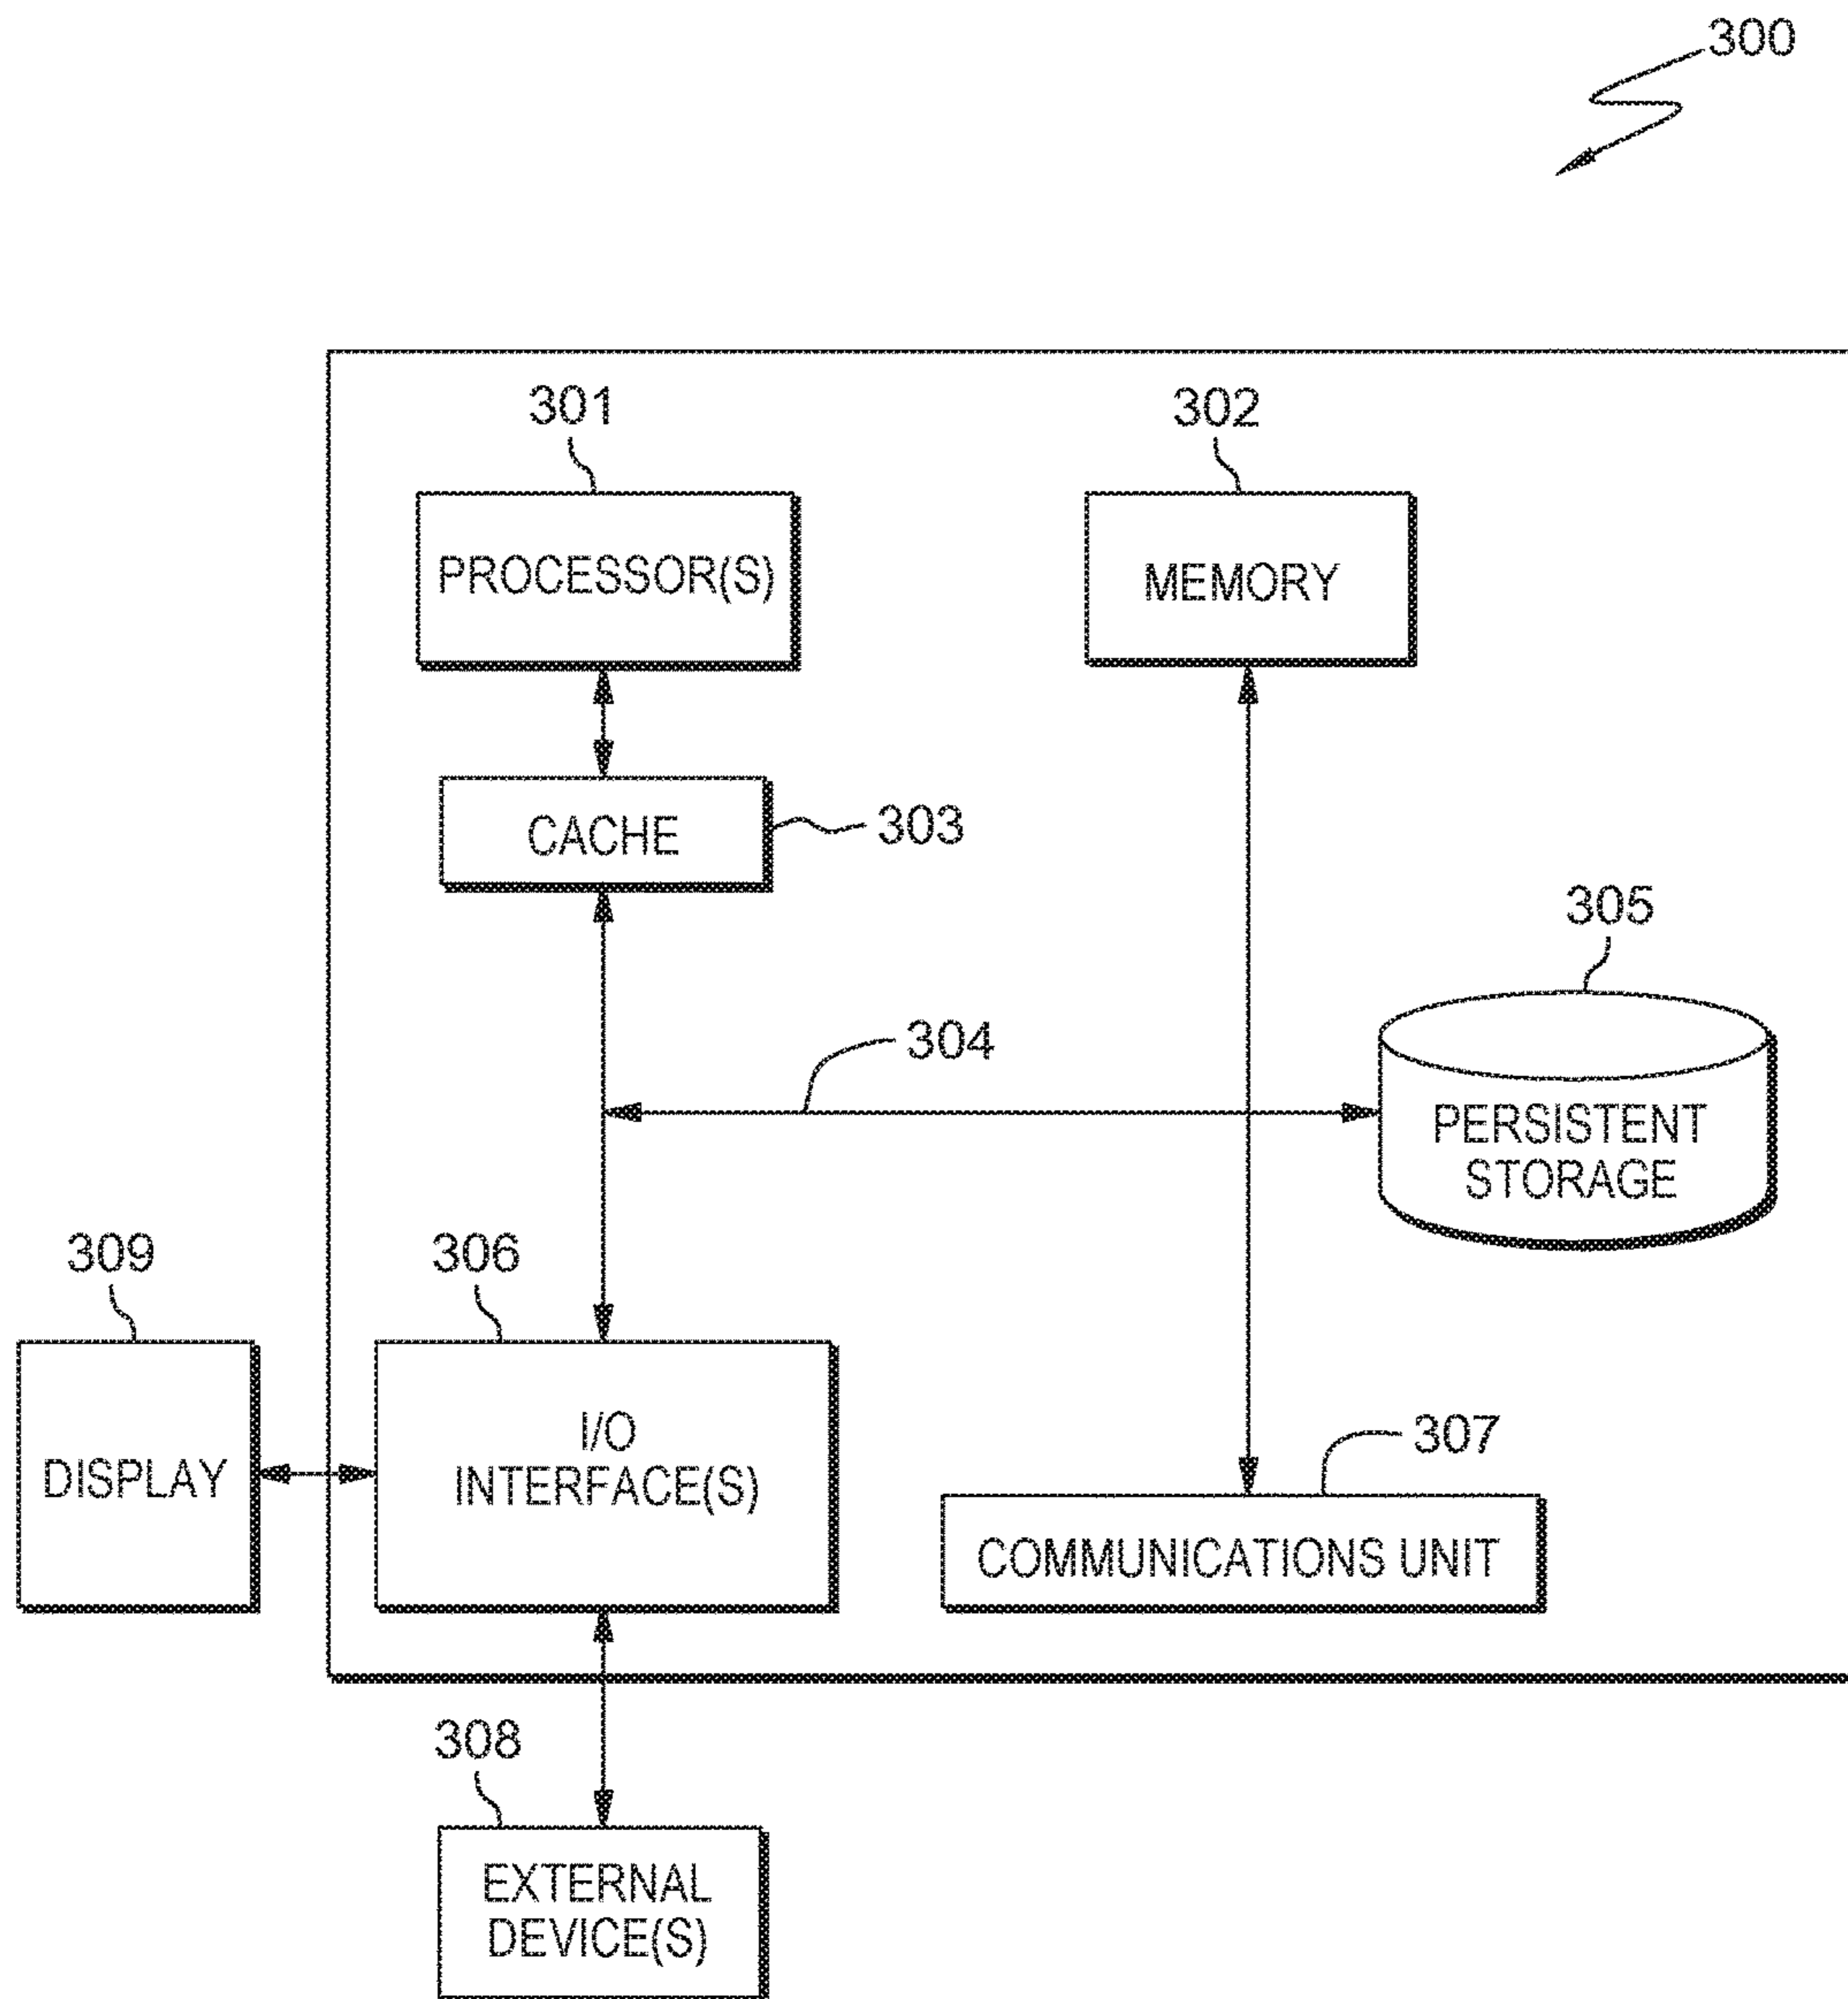 300
301
302
PROCESSOR(S)
MEMORY
CACHE
303
305
304
PERSISTENT
STORAGE
309
306
I/O
INTERFACE(S)
DISPLAY
307
COMMUNICATIONS UNIT
308
EXTERNAL
DEVICE(S)